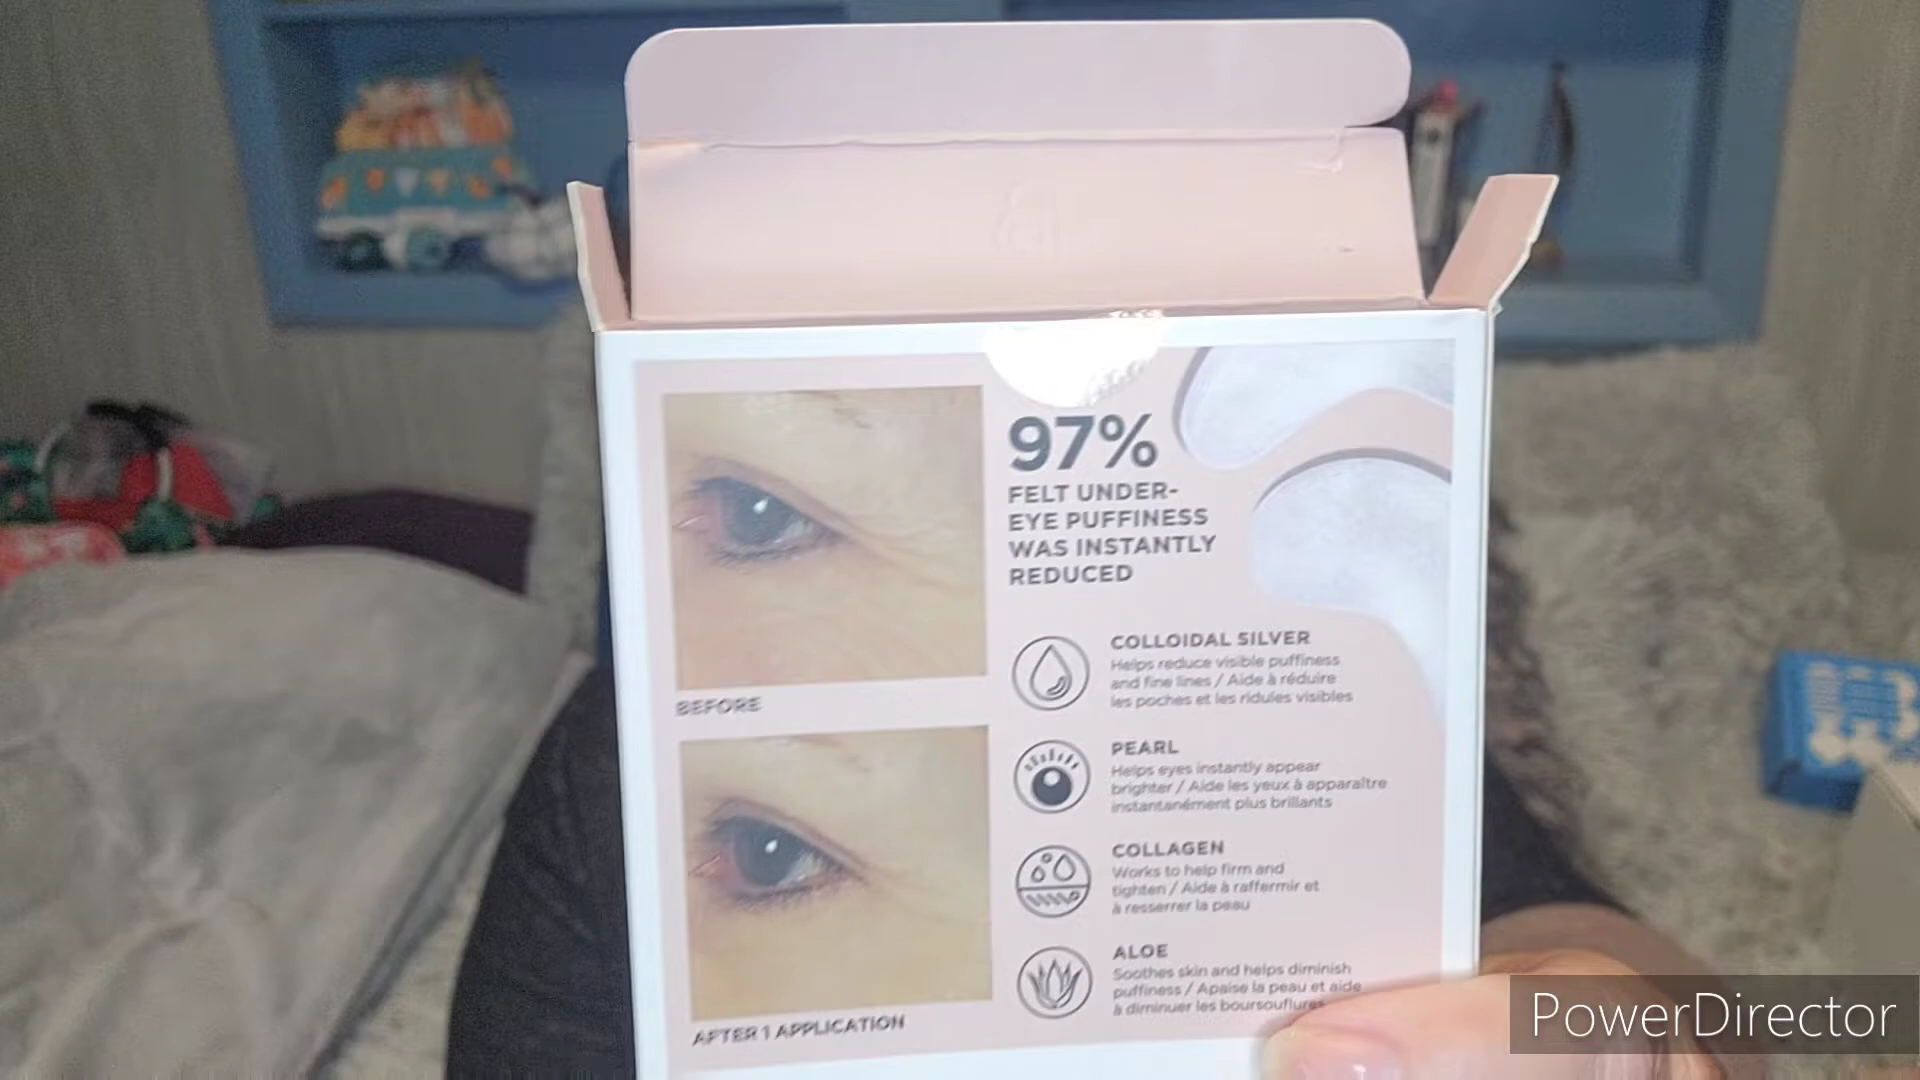 97%
FELT UNDER-
EYE PUFFINESS
WAS INSTANTLY
REDUCED
BEFORE
AFTER 1 APPLICATION
COLLOIDAL SILVER
Helps reduce visible puffiness
and fine lines / Aide à réduire
les poches et les ridules visibles
PEARL
Helps eyes instantly appear
brighter / Aide les yeux à apparaître
instantanément plus brillants
COLLAGEN
Works to help firm and
tighten / Aide à raffermir et
à resserrer la peau
ALOE
Soothes skin and helps diminish
puffiness / Apaise la peau et aide
à diminuer les boursouflures
PowerDirector